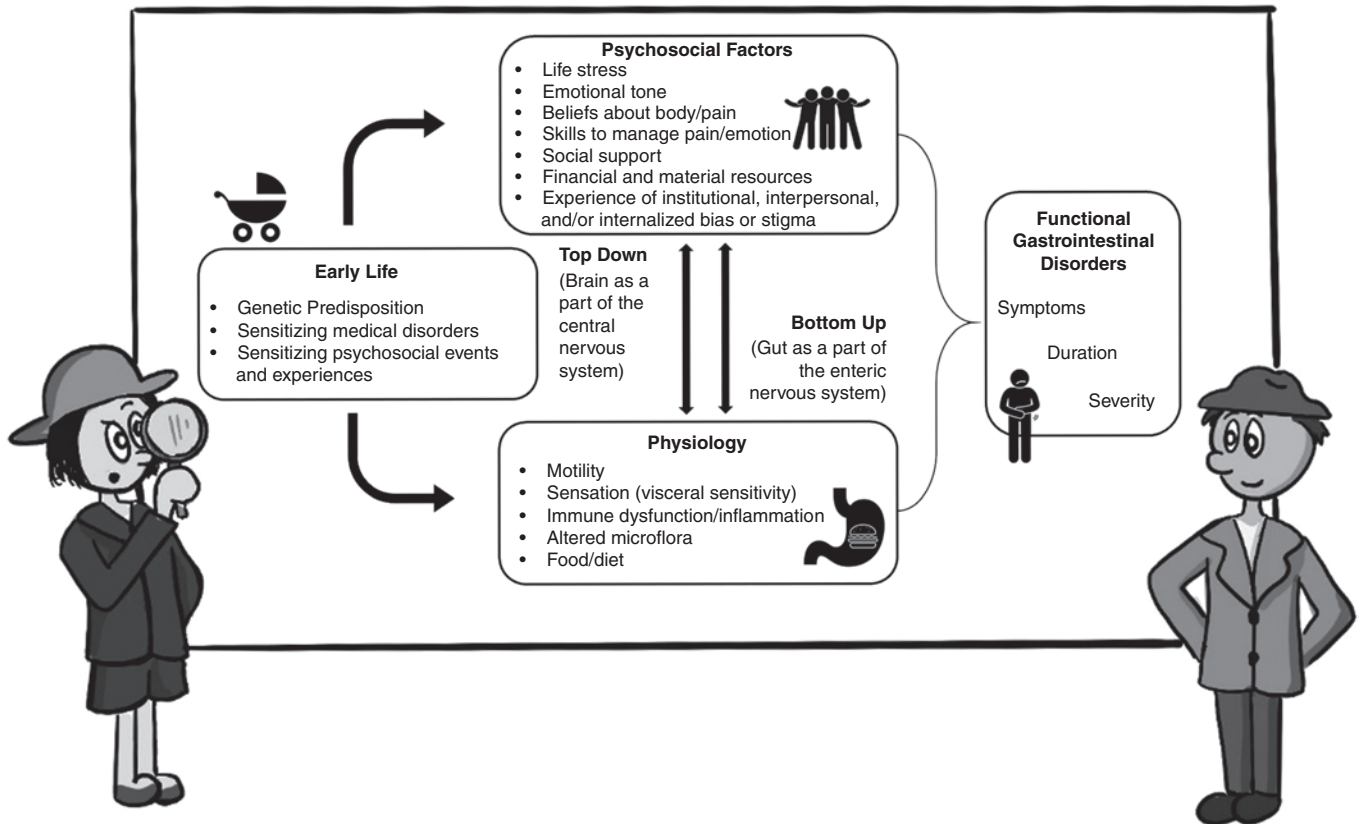 Psychosocial Factors
• Life stress
• Emotional tone
• Beliefs about body/pain
• Skills to manage pain/emotion
• Social support
• Financial and material resources
• Experience of institutional, interpersonal,
and/or internalized bias or stigma
Early Life
• Genetic Predisposition
• Sensitizing medical disorders
• Sensitizing psychosocial events
and experiences
Top Down
(Brain as a
part of the
central
nervous
system)
Bottom Up
(Gut as a part of
the enteric
nervous system)
Physiology
• Motility
• Sensation (visceral sensitivity)
• Immune dysfunction/inflammation
• Altered microflora
• Food/diet
Functional
Gastrointestinal
Disorders
Symptoms
Duration
Severity